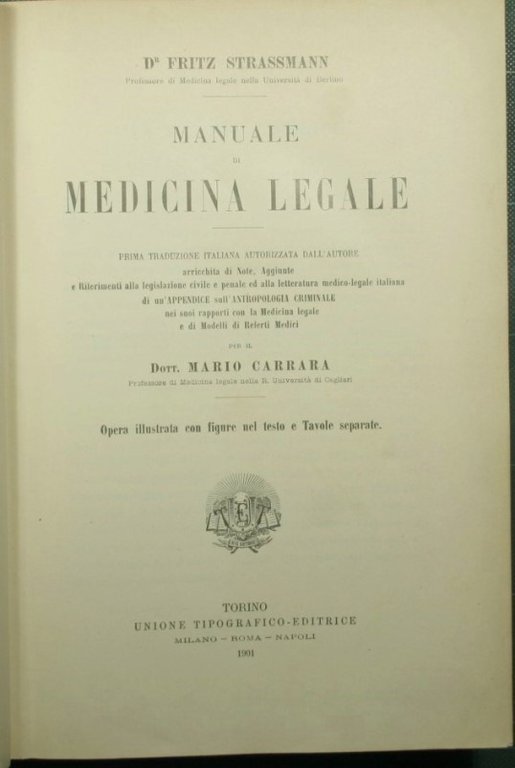 Dr FRITZ STRASSMANN
Professore di Medicina legale nella Università di Berlino
MANUALE
DI
MEDICINA LEGALE
PRIMA TRADUZIONE ITALIANA AUTORIZZATA DALL'AUTORE
arricchita di Note, Aggiunte
e Riferimenti alla legislazione civile e penale ed alla letteratura medico-legale italiana
di un'APPENDICE sull'ANTROPOLOGIA CRIMINALE
nei suoi rapporti con la Medicina legale
e di Modelli di Referti Medici
PER IL
Dott. MARIO CARRARA
Professore di Medicina legale nella R. Università di Cagliari
Opera illustrata con figure nel testo e Tavole separate.
TORINO
UNIONE TIPOGRAFICO-EDITRICE
MILANO – ROMA – NAPOLI
1901